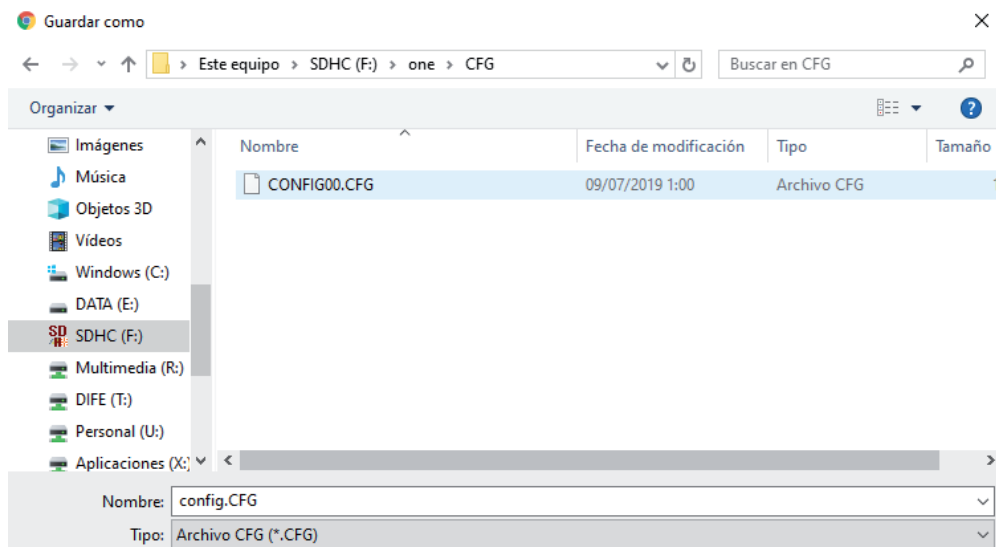 Guardar como
Este equipo > SDHC (F:) > one > CFG
Buscar en CFG
Organizar
Imágenes
Música
Objetos 3D
Vídeos
Windows (C:)
DATA (E:)
SDHC (F:)
Multimedia (R:)
DIFE (T:)
Personal (U:)
Aplicaciones (X:)
Nombre Fecha de modificación Tipo Tamaño
CONFIG00.CFG 09/07/2019 1:00 Archivo CFG 1
Nombre: config.CFG
Tipo: Archivo CFG (*.CFG)